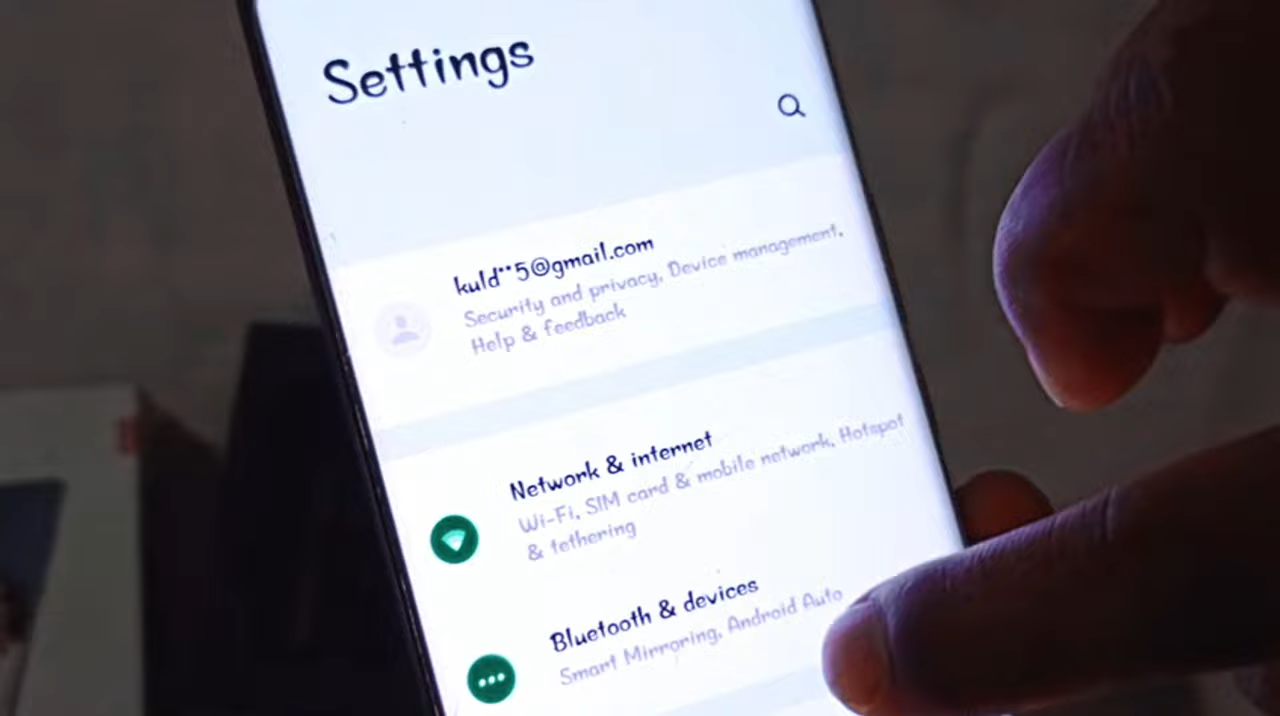 Settings
kuld**5@gmail.com
Security and privacy, Device management,
Help & feedback
Network & internet
Wi-Fi, SIM card & mobile network, Hotspot
& tethering
Bluetooth & devices
Smart Mirroring, Android Auto